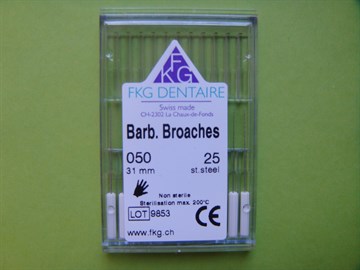 F
KG
FKG DENTAIRE
Swiss made
CH-2302 La Chaux-de-Fonds
Barb. Broaches
050 25
31 mm st.steel
Non sterile
Sterilisation max. 200°C
LOT 9853 CE
www.fkg.ch